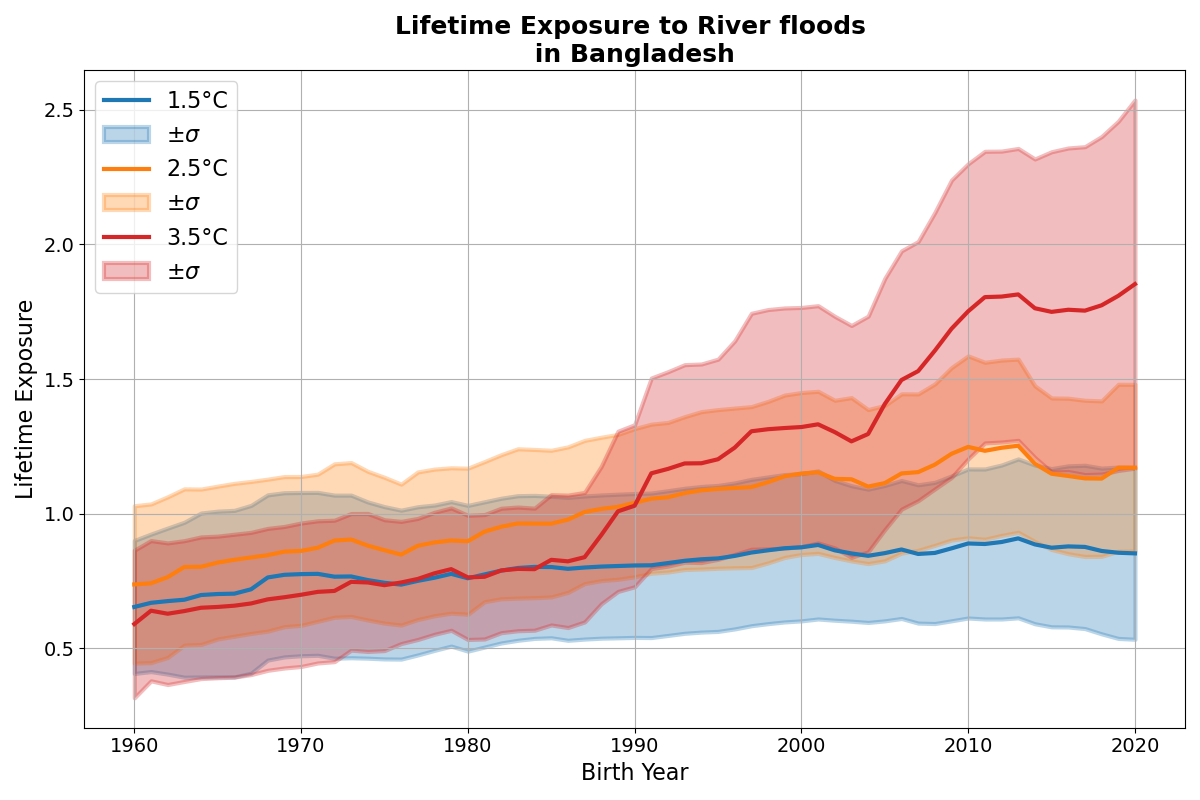 Lifetime Exposure to River floods
in Bangladesh
1.5°C
±σ
2.5°C
±σ
3.5°C
±σ
Lifetime Exposure
2.5
2.0
1.5
1.0
0.5
1960 1970 1980 1990 2000 2010 2020
Birth Year